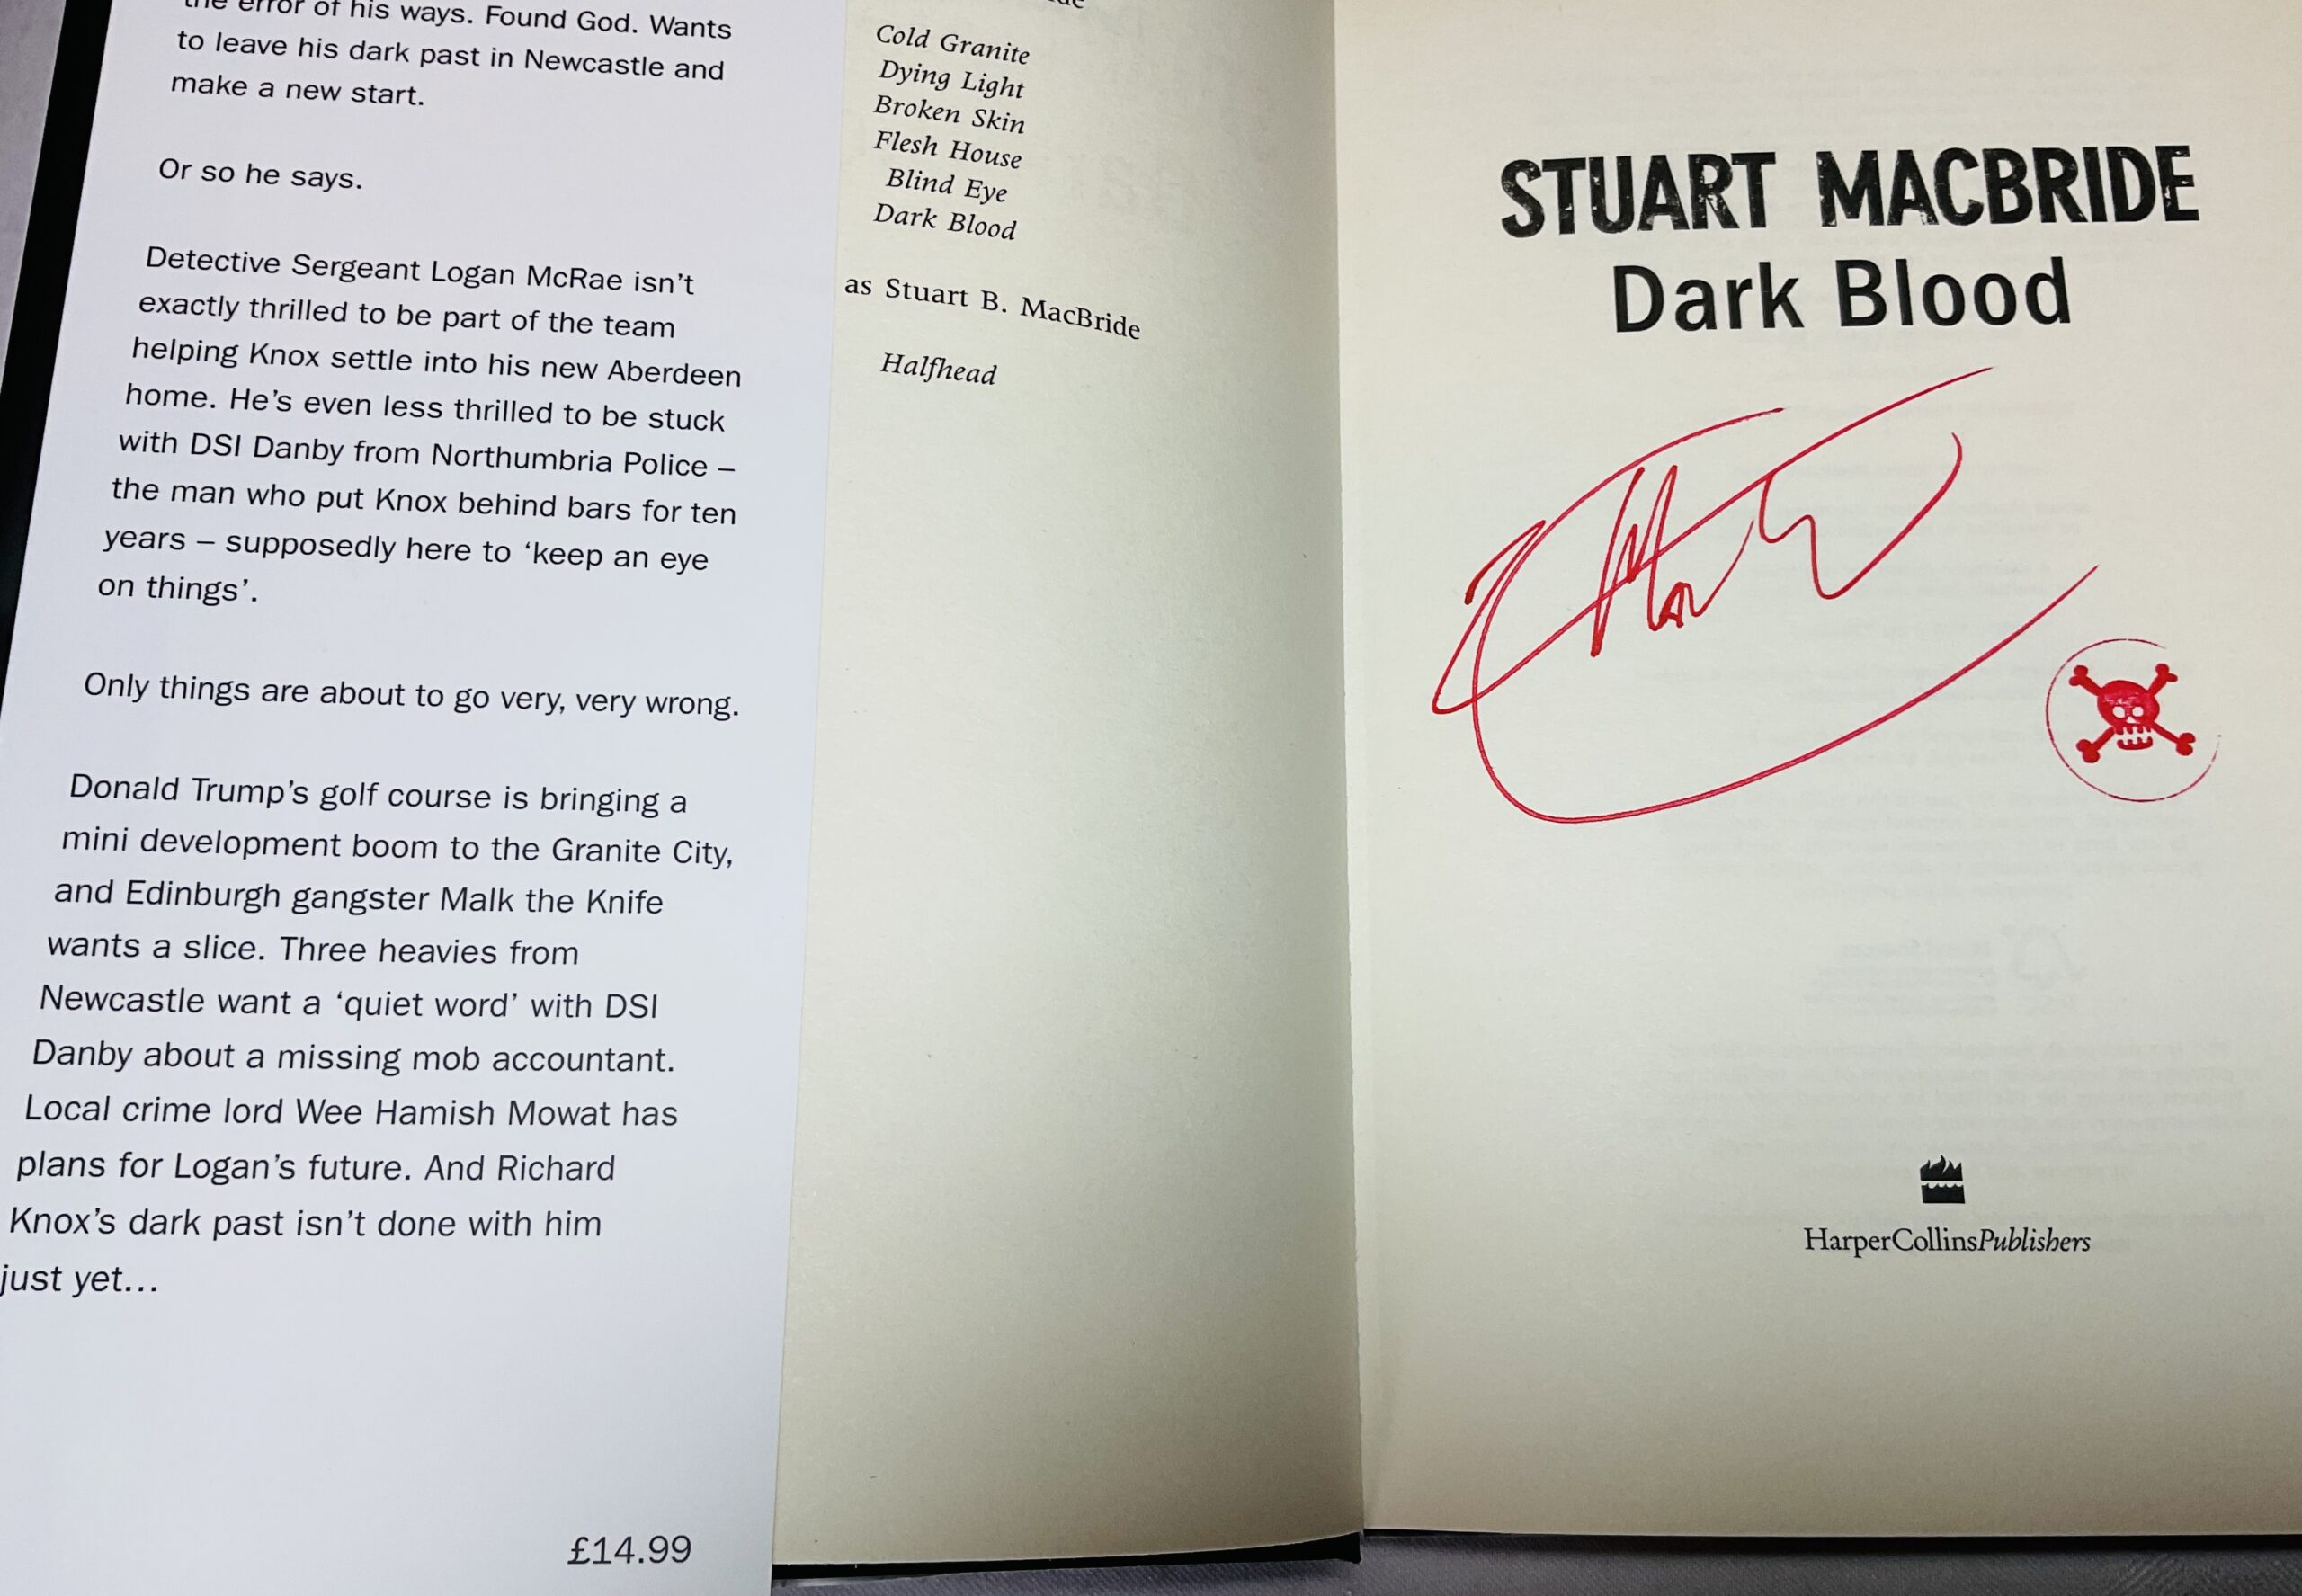 the error of his ways. Found God. Wants
to leave his dark past in Newcastle and
make a new start.
Or so he says.
Detective Sergeant Logan McRae isn't
exactly thrilled to be part of the team
helping Knox settle into his new Aberdeen
home. He's even less thrilled to be stuck
with DSI Danby from Northumbria Police –
the man who put Knox behind bars for ten
years – supposedly here to ‘keep an eye
on things’.
Only things are about to go very, very wrong.
Donald Trump's golf course is bringing a
mini development boom to the Granite City,
and Edinburgh gangster Malk the Knife
wants a slice. Three heavies from
Newcastle want a ‘quiet word’ with DSI
Danby about a missing mob accountant.
Local crime lord Wee Hamish Mowat has
plans for Logan's future. And Richard
Knox's dark past isn't done with him
just yet...
£14.99
Cold Granite
Dying Light
Broken Skin
Flesh House
Blind Eye
Dark Blood
as Stuart B. MacBride
Halfhead
STUART MACBRIDE
Dark Blood
HarperCollinsPublishers